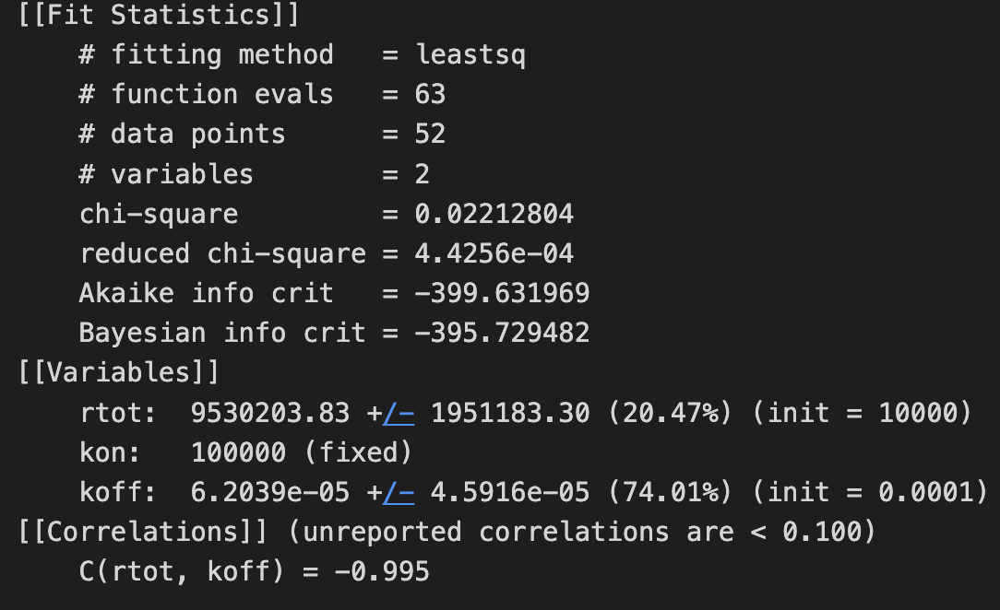 [[Fit Statistics]]
    # fitting method   = leastsq
    # function evals   = 63
    # data points      = 52
    # variables        = 2
    chi-square         = 0.02212804
    reduced chi-square = 4.4256e-04
    Akaike info crit   = -399.631969
    Bayesian info crit = -395.729482
[[Variables]]
    rtot:  9530203.83 +/- 1951183.30 (20.47%) (init = 10000)
    kon:   100000 (fixed)
    koff:  6.2039e-05 +/- 4.5916e-05 (74.01%) (init = 0.0001)
[[Correlations]] (unreported correlations are < 0.100)
    C(rtot, koff) = -0.995